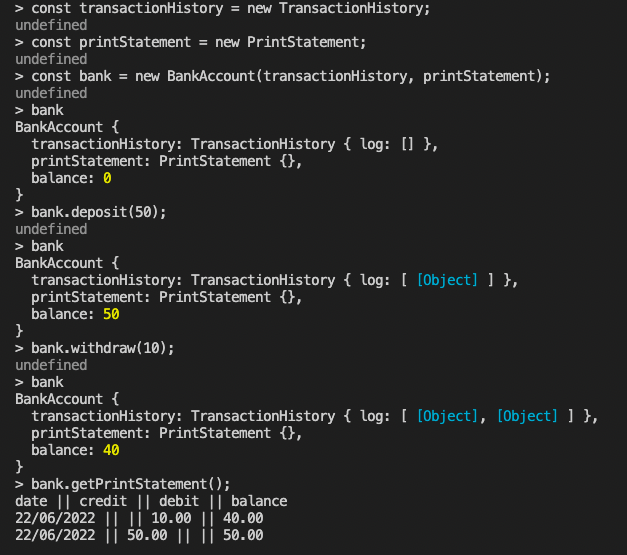 > const transactionHistory = new TransactionHistory;
undefined
> const printStatement = new PrintStatement;
undefined
> const bank = new BankAccount(transactionHistory, printStatement);
undefined
> bank
BankAccount {
  transactionHistory: TransactionHistory { log: [] },
  printStatement: PrintStatement {},
  balance: 0
}
> bank.deposit(50);
undefined
> bank
BankAccount {
  transactionHistory: TransactionHistory { log: [ [Object] ] },
  printStatement: PrintStatement {},
  balance: 50
}
> bank.withdraw(10);
undefined
> bank
BankAccount {
  transactionHistory: TransactionHistory { log: [ [Object], [Object] ] },
  printStatement: PrintStatement {},
  balance: 40
}
> bank.getPrintStatement();
date || credit || debit || balance
22/06/2022 || || 10.00 || 40.00
22/06/2022 || 50.00 || || 50.00